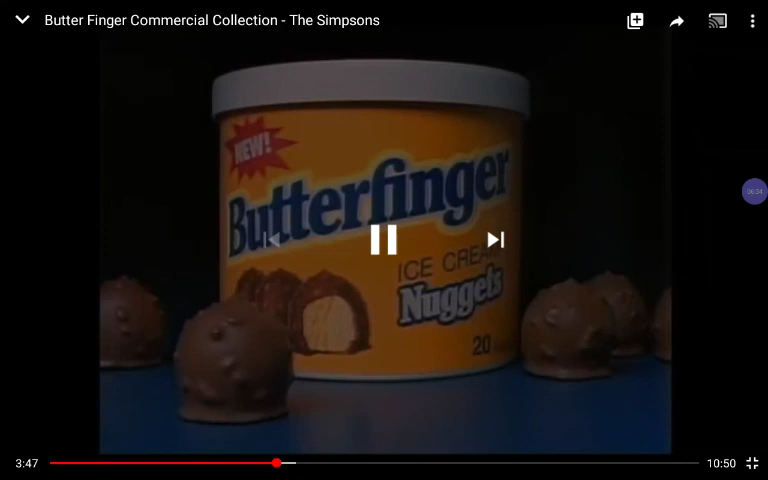 Butter Finger Commercial Collection - The Simpsons
NEW!
Butterfinger
ICE CREAM
Nuggets
20
3:47
10:50